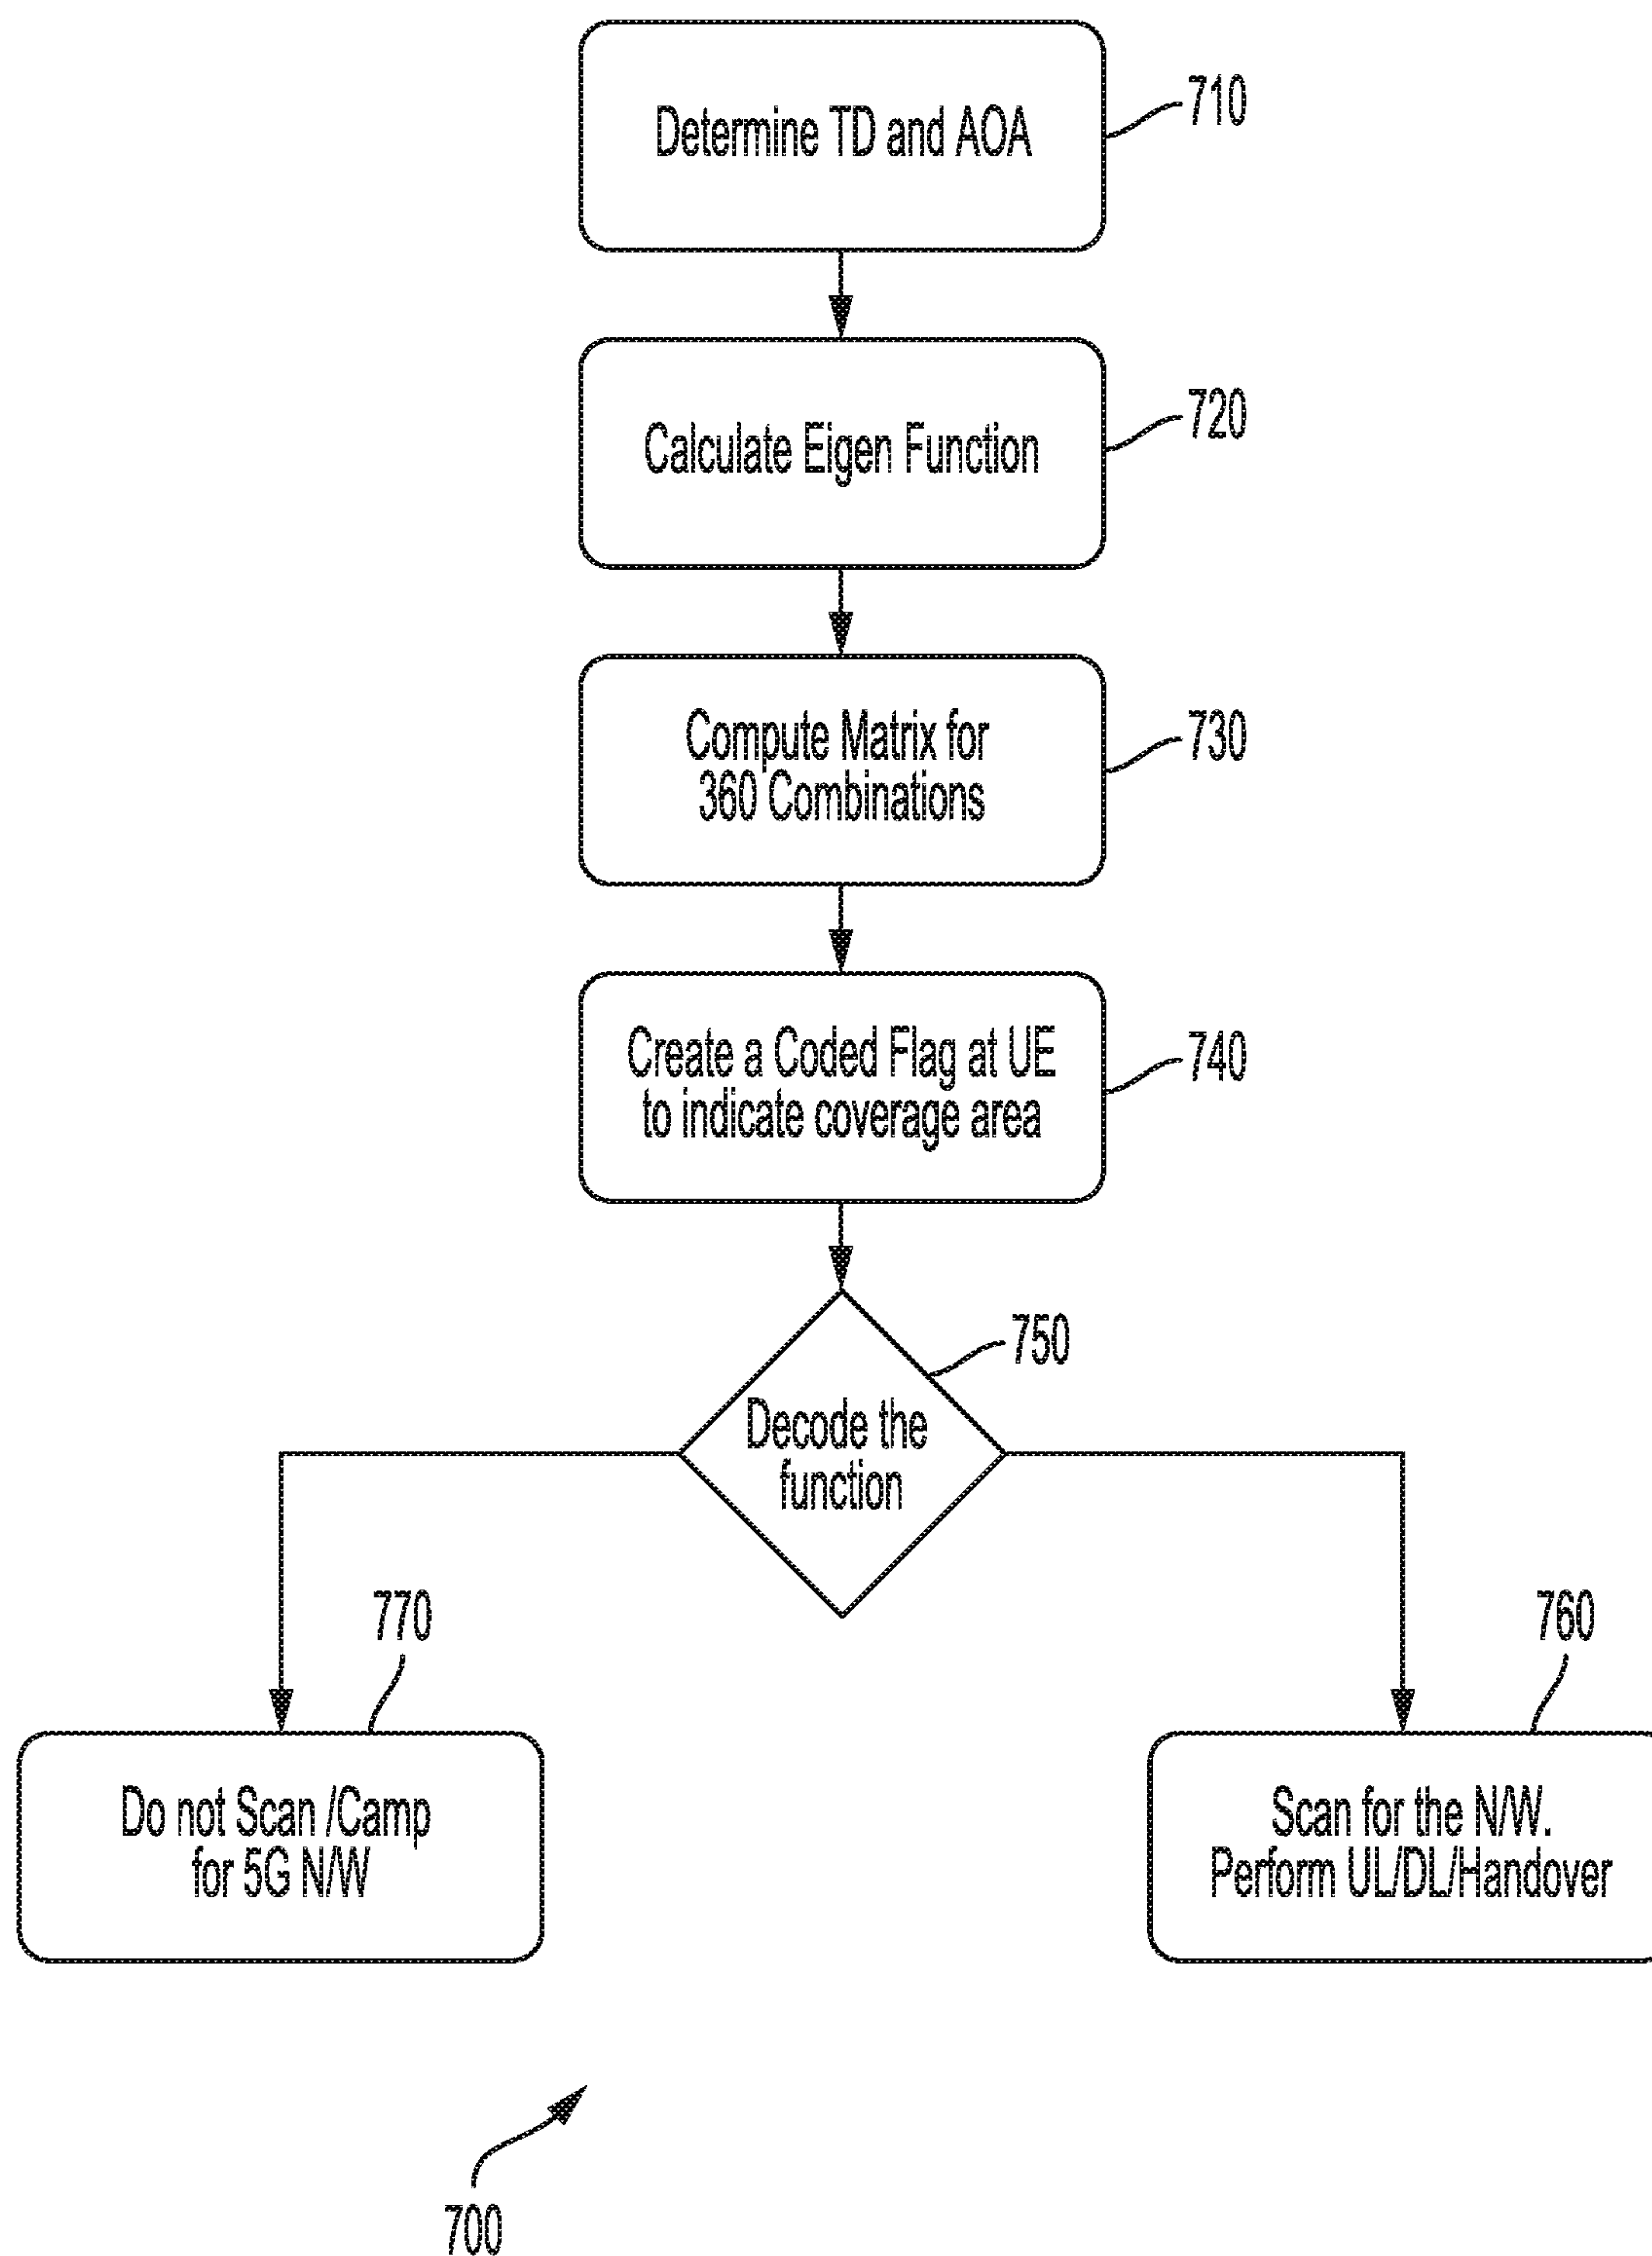 Determine TD and AOA
710
Calculate Eigen Function
720
Compute Matrix for
360 Combinations
730
Create a Coded Flag at UE
to indicate coverage area
740
Decode the
function
750
770
Do not Scan /Camp
for 5G N/W
760
Scan for the N/W.
Perform UL/DL/Handover
700